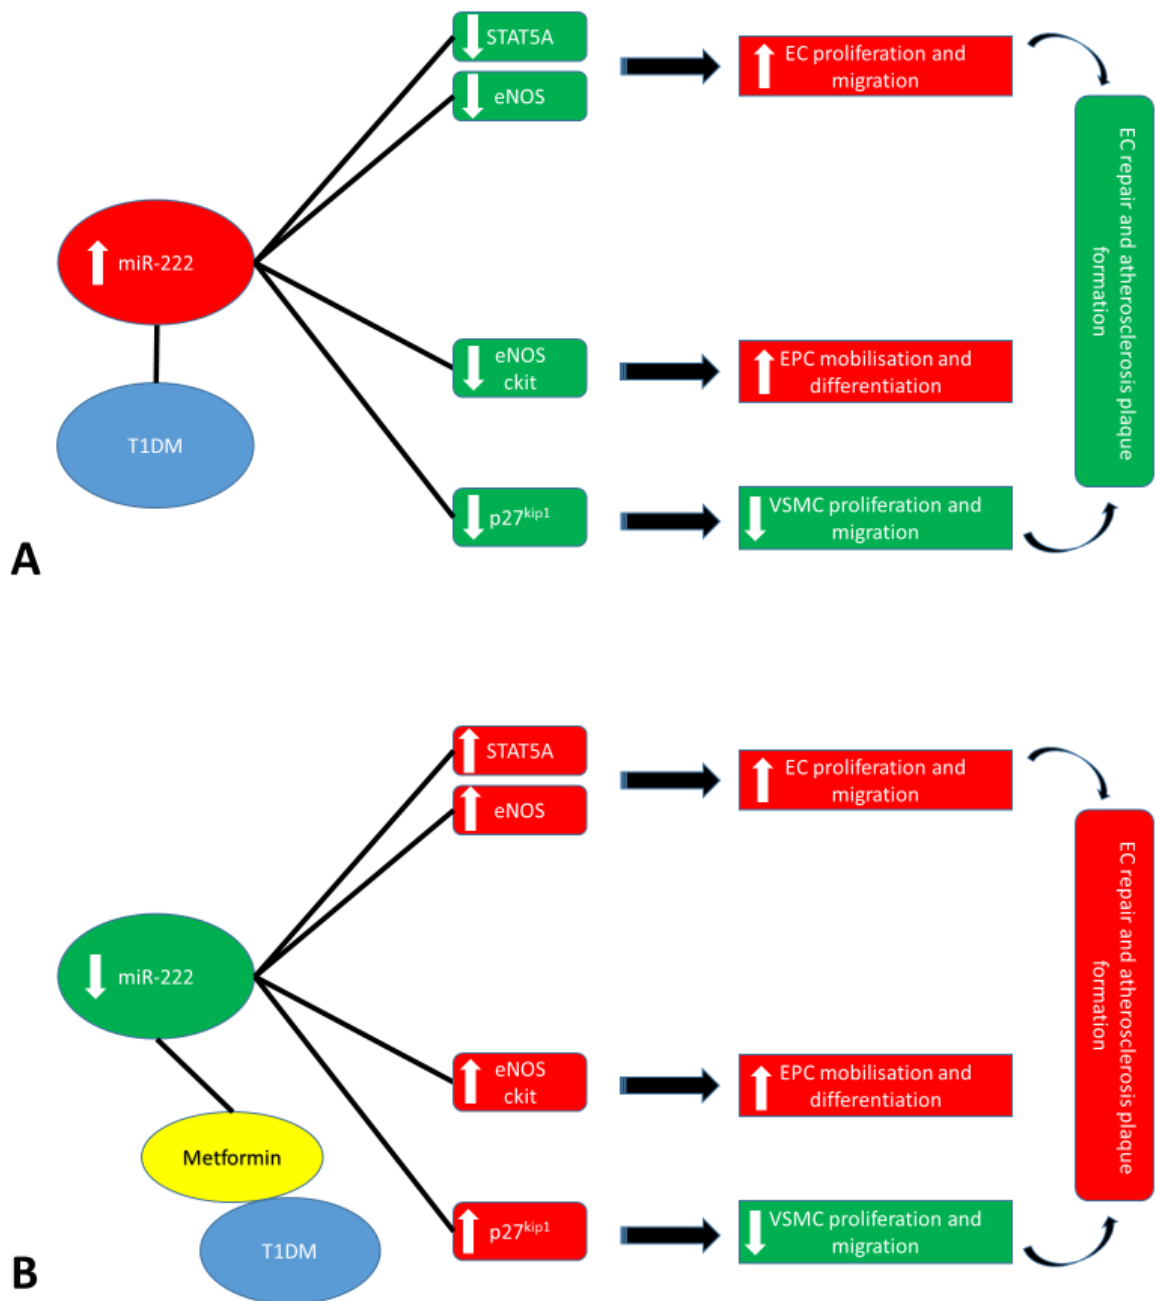 STAT5A
eNOS
EC proliferation and
migration
miR-222
T1DM
eNOS
ckit
EPC mobilisation and
differentiation
p27kip1
VSMC proliferation and
migration
EC repair and atherosclerosis plaque
formation
A
STAT5A
eNOS
EC proliferation and
migration
miR-222
Metformin
T1DM
eNOS
ckit
EPC mobilisation and
differentiation
p27kip1
VSMC proliferation and
migration
EC repair and atherosclerosis plaque
formation
B